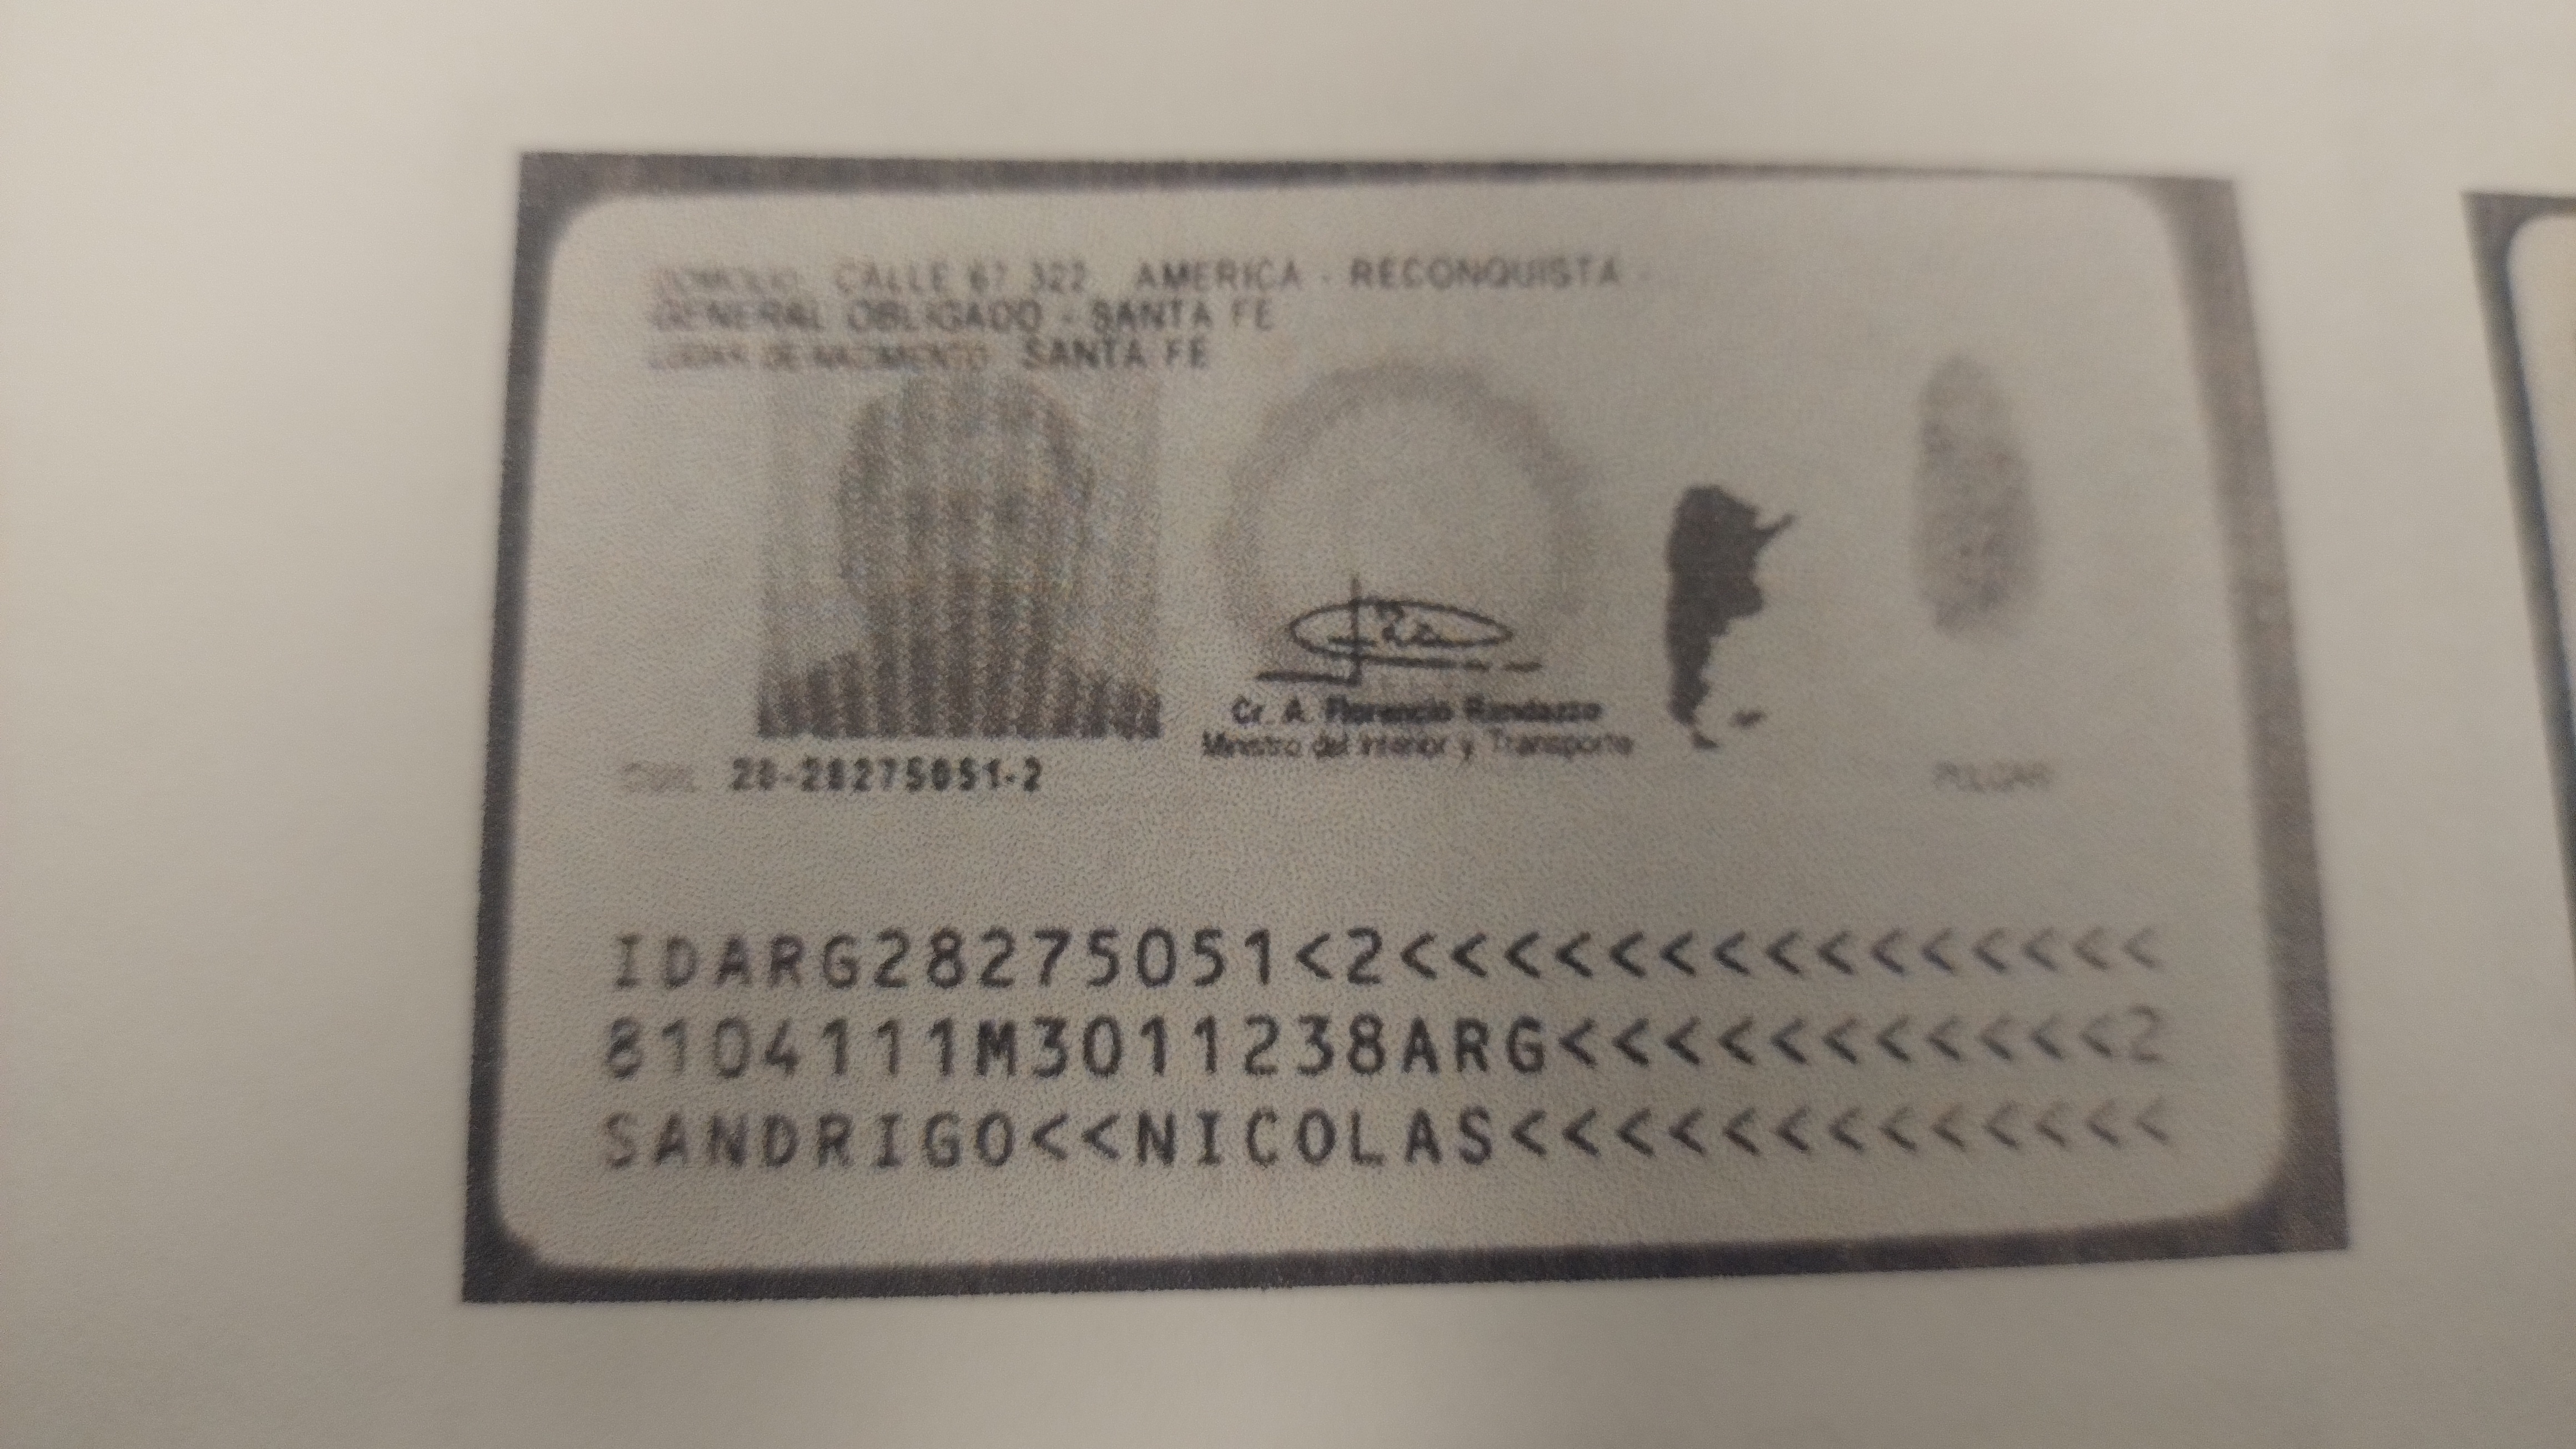 DOMICILIO: CALLE 67 322 AMERICA - RECONQUISTA -
GENERAL OBLIGADO - SANTA FE
LUGAR DE NACIMIENTO: SANTA FE
Cr. A. Florencio Randazzo
Ministro del Interior y Transporte
CUIL 20-28275051-2
PULGAR
IDARG28275051<2<<<<<<<<<<<<<<<
8104111M3011238ARG<<<<<<<<<<<2
SANDRIGO<<NICOLAS<<<<<<<<<<<<<